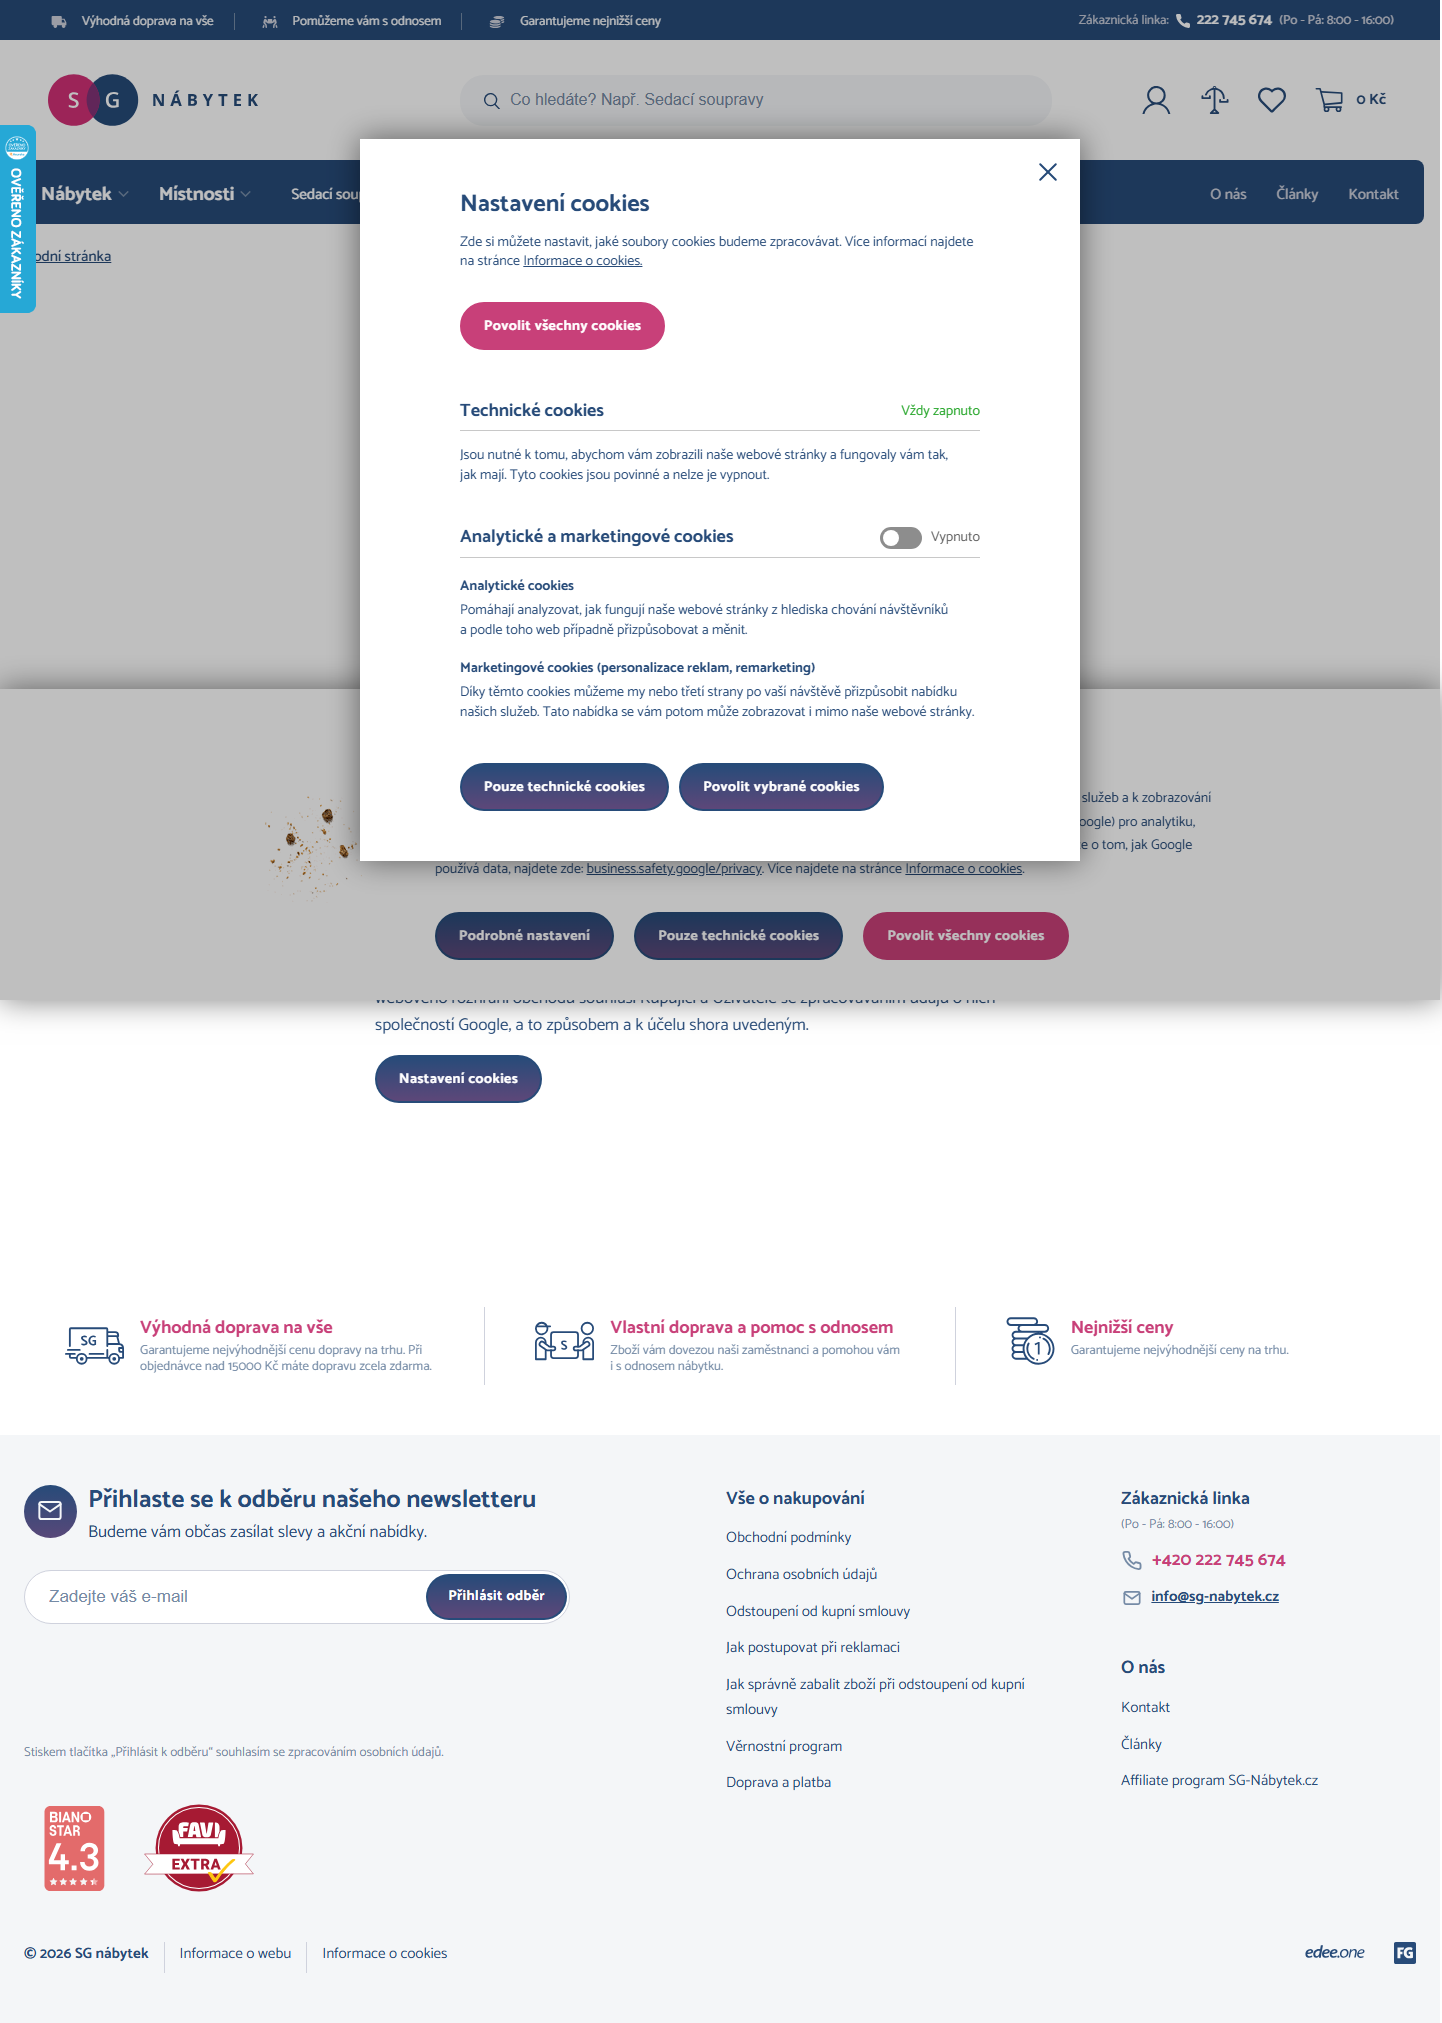 Výhodná doprava na vše
Pomůžeme vám s odnosem
Garantujeme nejnižší ceny
Zákaznická linka: 222 745 674 (Po - Pá: 8:00 - 16:00)
S G NÁBYTEK
Co hledáte? Např. Sedací soupravy
0 Kč
OVĚŘENO ZÁKAZNÍKY
Nábytek
Místnosti
Sedací
O nás
Články
Kontakt
stránka
Nastavení cookies
Zde si můžete nastavit, jaké soubory cookies budeme zpracovávat. Více informací najdete
na stránce Informace o cookies.
Povolit všechny cookies
Technické cookies
Vždy zapnuto
Jsou nutné k tomu, abychom vám zobrazili naše webové stránky a fungovaly vám tak,
jak mají. Tyto cookies jsou povinné a nelze je vypnout.
Analytické a marketingové cookies
Vypnuto
Analytické cookies
Pomáhají analyzovat, jak fungují naše webové stránky z hlediska chování návštěvníků
a podle toho web případně přizpůsobovat a měnit.
Marketingové cookies (personalizace reklam, remarketing)
Díky těmto cookies můžeme my nebo třetí strany po vaší návštěvě přizpůsobit nabídku
našich služeb. Tato nabídka se vám potom může zobrazovat i mimo naše webové stránky.
Pouze technické cookies
Povolit vybrané cookies
služeb a k zobrazování
pro analytiku,
o tom, jak Google
používá data, najdete zde: business.safety.google/privacy. Více najdete na stránce Informace o cookies.
Podrobné nastavení
Pouze technické cookies
Povolit všechny cookies
webového rozhraní obchodu souhlasí Kupující a Uživatelé se zpracováváním údajů o nich
společností Google, a to způsobem a k účelu shora uvedeným.
Nastavení cookies
SG
Výhodná doprava na vše
Garantujeme nejvýhodnější cenu dopravy na trhu. Při
objednávce nad 15000 Kč máte dopravu zcela zdarma.
S
Vlastní doprava a pomoc s odnosem
Zboží vám dovezou naši zaměstnanci a pomohou vám
i s odnosem nábytku.
1
Nejnižší ceny
Garantujeme nejvýhodnější ceny na trhu.
Přihlaste se k odběru našeho newsletteru
Budeme vám občas zasílat slevy a akční nabídky.
Zadejte váš e-mail
Přihlásit odběr
Stiskem tlačítka „Přihlásit k odběru“ souhlasím se zpracováním osobních údajů.
BIANO
STAR
4.3
FAVI
EXTRA
Vše o nakupování
Obchodní podmínky
Ochrana osobních údajů
Odstoupení od kupní smlouvy
Jak postupovat při reklamaci
Jak správně zabalit zboží při odstoupení od kupní
smlouvy
Věrnostní program
Doprava a platba
Zákaznická linka
(Po - Pá: 8:00 - 16:00)
+420 222 745 674
info@sg-nabytek.cz
O nás
Kontakt
Články
Affiliate program SG-Nábytek.cz
© 2026 SG nábytek
Informace o webu
Informace o cookies
edee.one
FG